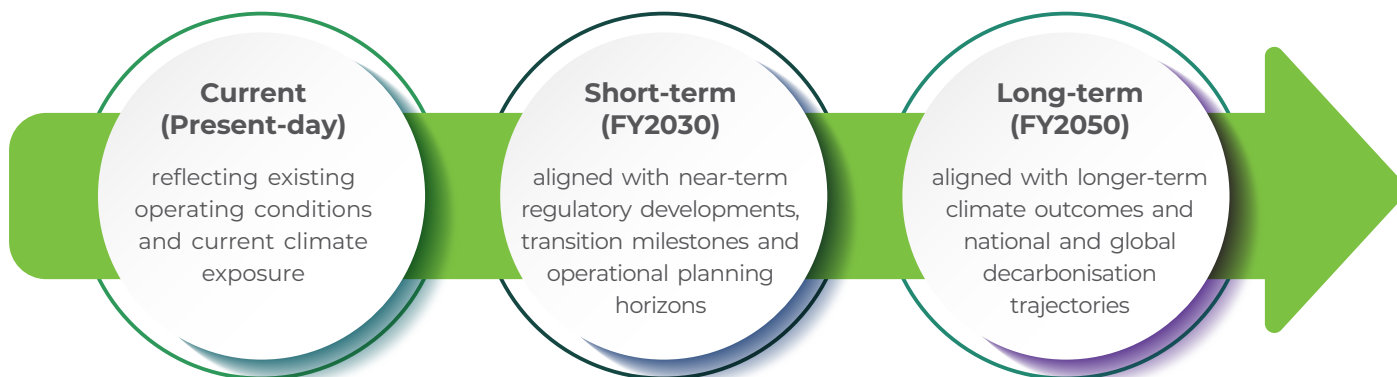 Current
(Present-day)
reflecting existing
operating conditions
and current climate
exposure
Short-term
(FY2030)
aligned with near-term
regulatory developments,
transition milestones and
operational planning
horizons
Long-term
(FY2050)
aligned with longer-term
climate outcomes and
national and global
decarbonisation
trajectories